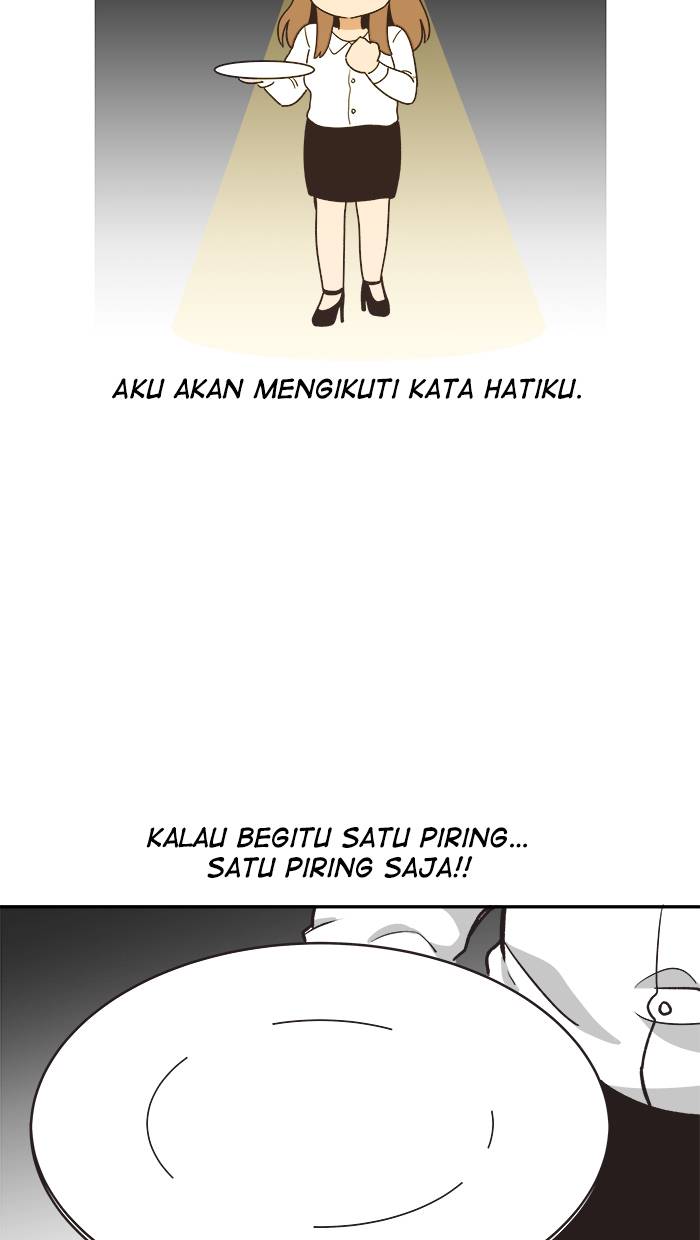 AKU AKAN MENGIKUTI KATA HATIKU.
KALAU BEGITU SATU PIRING...
SATU PIRING SAJA!!